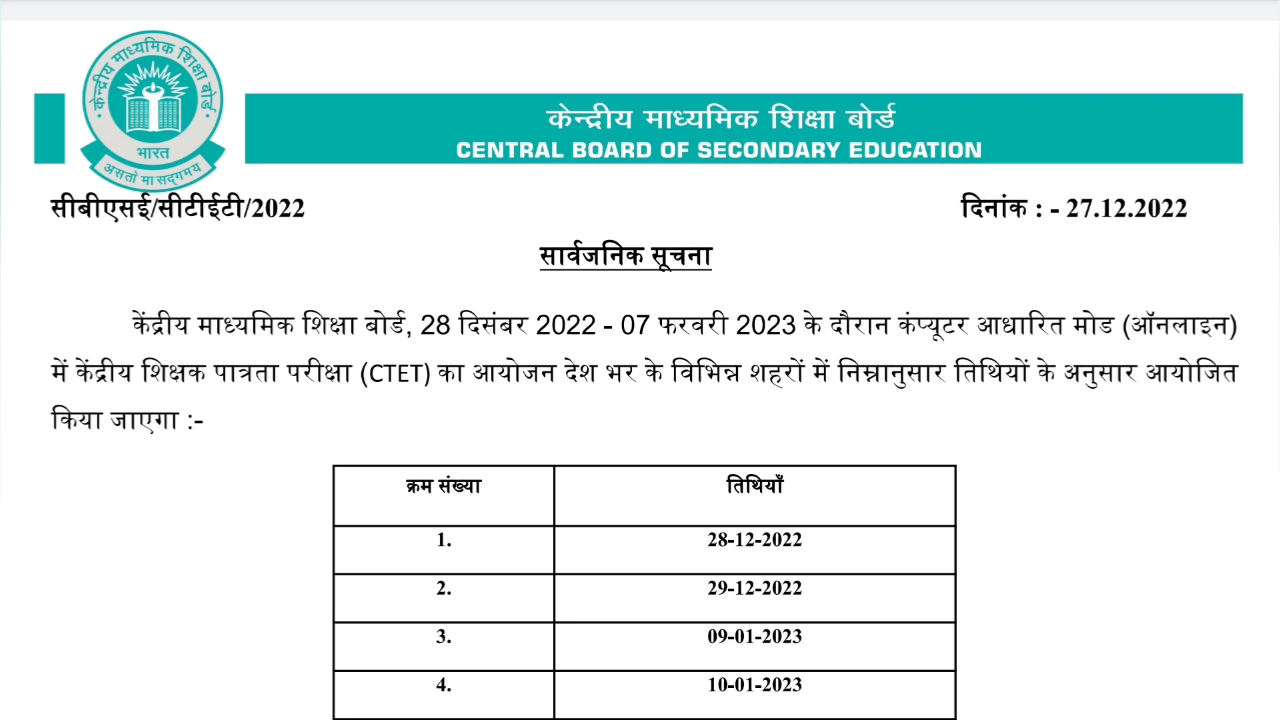 केन्द्रीय माध्यमिक शिक्षा बोर्ड
भारत
असतो मा सद्गमय
केन्द्रीय माध्यमिक शिक्षा बोर्ड
CENTRAL BOARD OF SECONDARY EDUCATION
सीबीएसई/सीटीईटी/2022 दिनांक : - 27.12.2022
सार्वजनिक सूचना
केंद्रीय माध्यमिक शिक्षा बोर्ड, 28 दिसंबर 2022 - 07 फरवरी 2023 के दौरान कंप्यूटर आधारित मोड (ऑनलाइन)
में केंद्रीय शिक्षक पात्रता परीक्षा (CTET) का आयोजन देश भर के विभिन्न शहरों में निम्नानुसार तिथियों के अनुसार आयोजित
किया जाएगा :-
क्रम संख्या तिथियाँ
1. 28-12-2022
2. 29-12-2022
3. 09-01-2023
4. 10-01-2023